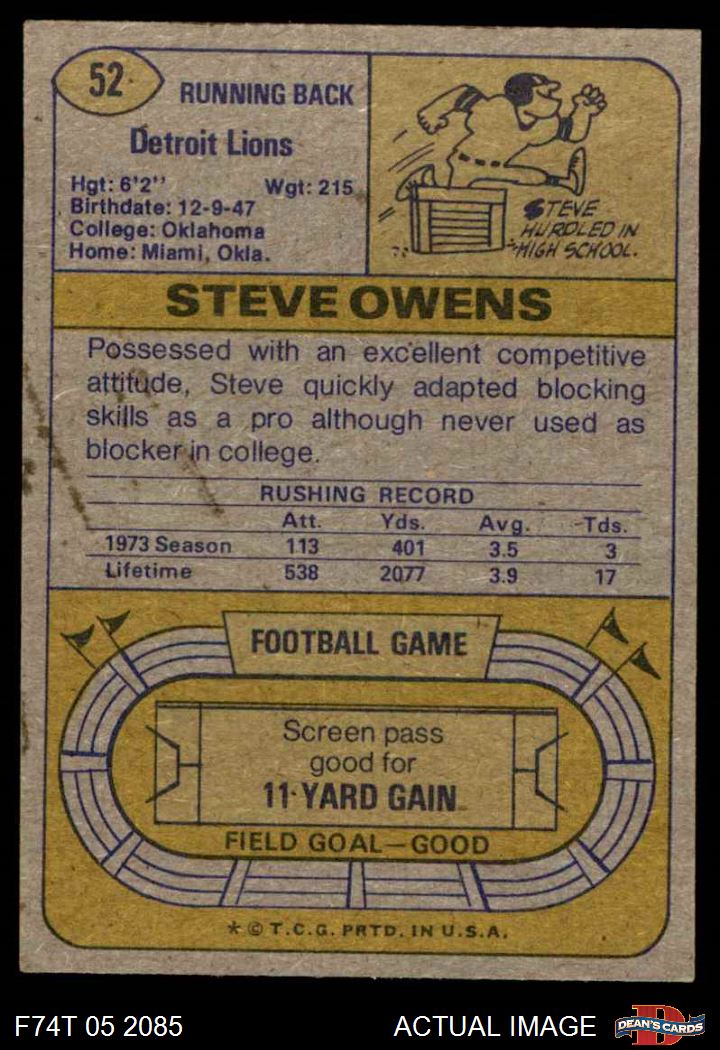 52
RUNNING BACK
Detroit Lions
Hgt: 6'2'' Wgt: 215
Birthdate: 12-9-47
College: Oklahoma
Home: Miami, Okla.
STEVE
HURDLED IN
HIGH SCHOOL.
STEVE OWENS
Possessed with an excellent competitive
attitude, Steve quickly adapted blocking
skills as a pro although never used as
blocker in college.
RUSHING RECORD
Att. Yds. Avg. Tds.
1973 Season 113 401 3.5 3
Lifetime 538 2077 3.9 17
FOOTBALL GAME
Screen pass
good for
11-YARD GAIN
FIELD GOAL—GOOD
* © T.C.G. PRTD. IN U.S.A.
F74T 05 2085 ACTUAL IMAGE
D
DEAN'S CARDS